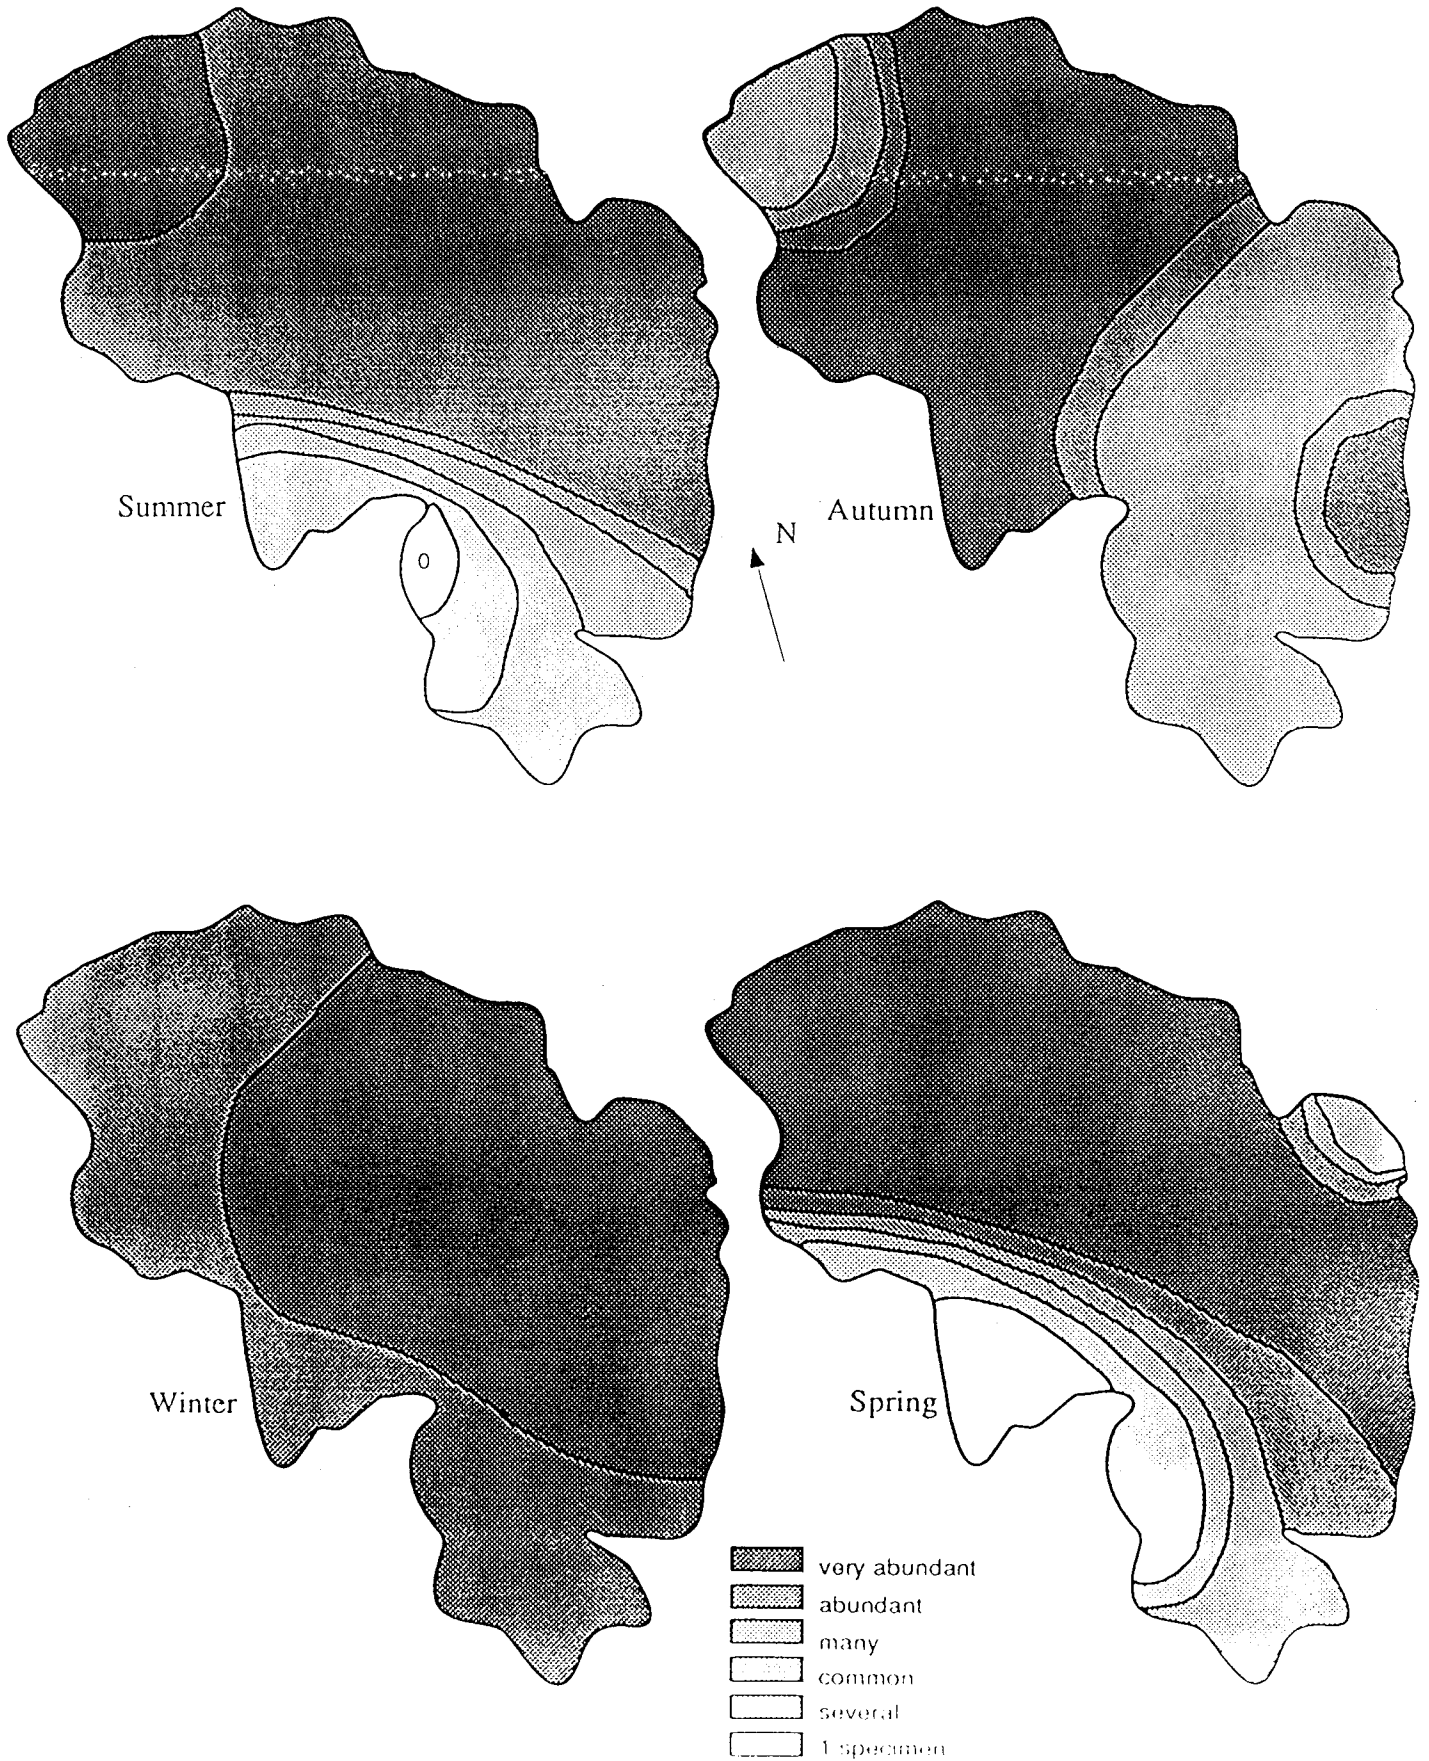 Summer
0
N
Autumn
Winter
Spring
very abundant
abundant
many
common
several
1 specimen